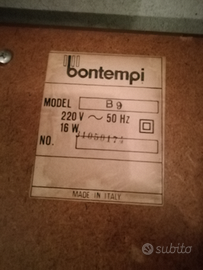 bontempi
MODEL B9
220 V ~ 50 Hz
16 W
NO.
MADE IN ITALY
subito